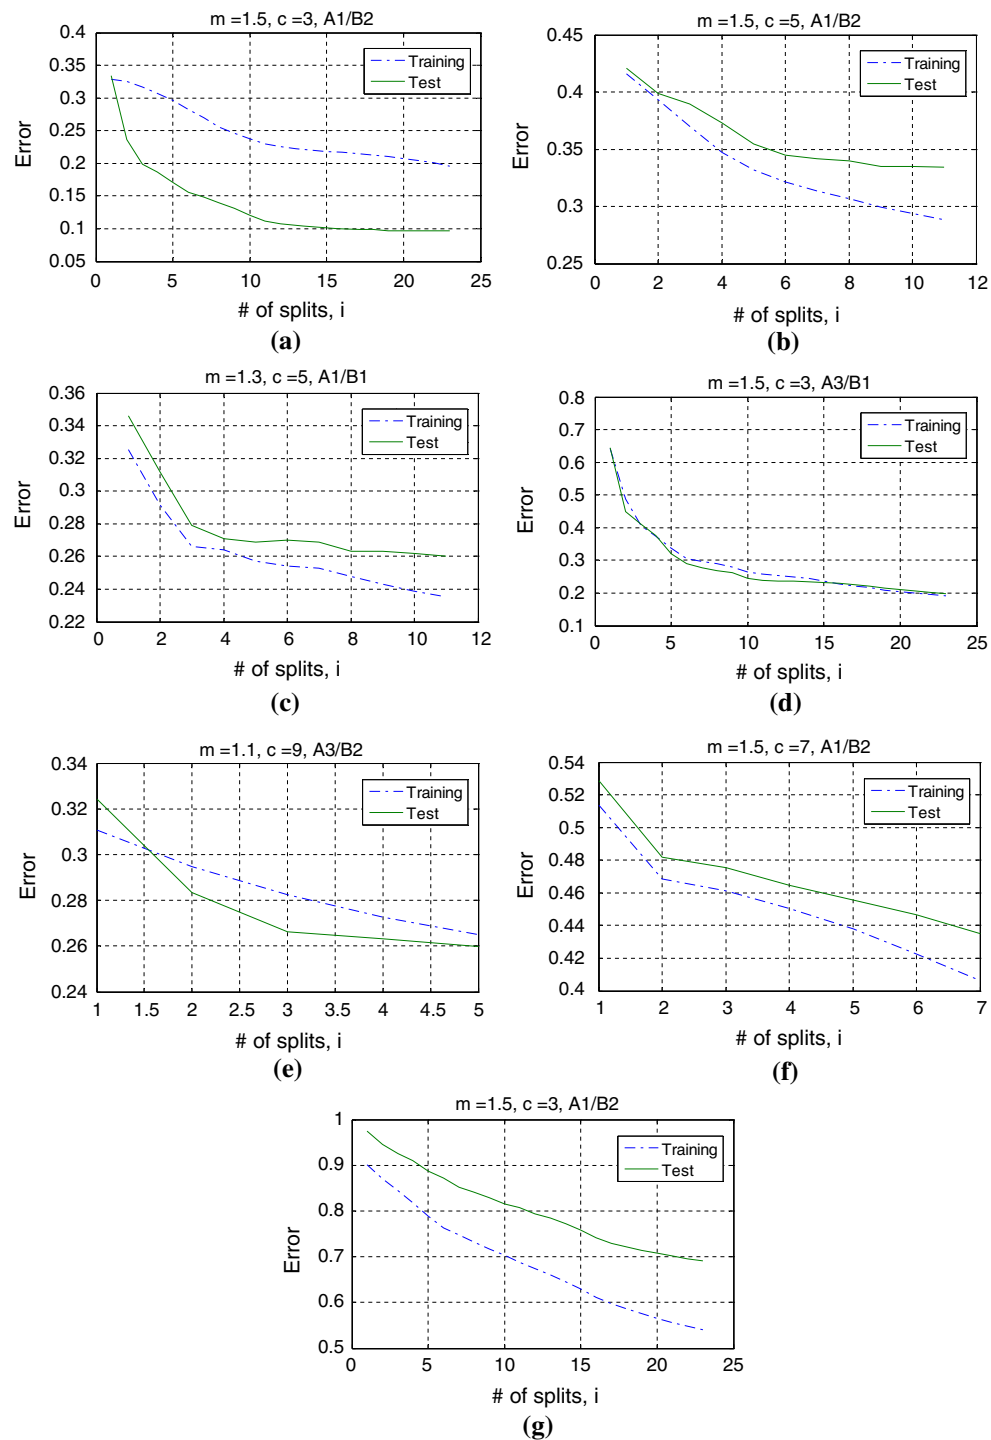 m =1.5, c =3, A1/B2
0.4
0.35
0.3
0.25
0.2
0.15
0.1
0.05
Error
0 5 10 15 20 25
# of splits, i
Training
Test
(a)
m =1.5, c =5, A1/B2
0.45
0.4
0.35
0.3
0.25
Error
0 2 4 6 8 10 12
# of splits, i
Training
Test
(b)
m =1.3, c =5, A1/B1
0.36
0.34
0.32
0.3
0.28
0.26
0.24
0.22
Error
0 2 4 6 8 10 12
# of splits, i
Training
Test
(c)
m =1.5, c =3, A3/B1
0.8
0.7
0.6
0.5
0.4
0.3
0.2
0.1
Error
0 5 10 15 20 25
# of splits, i
Training
Test
(d)
m =1.1, c =9, A3/B2
0.34
0.32
0.3
0.28
0.26
0.24
Error
1 1.5 2 2.5 3 3.5 4 4.5 5
# of splits, i
Training
Test
(e)
m =1.5, c =7, A1/B2
0.54
0.52
0.5
0.48
0.46
0.44
0.42
0.4
Error
1 2 3 4 5 6 7
# of splits, i
Training
Test
(f)
m =1.5, c =3, A1/B2
1
0.9
0.8
0.7
0.6
0.5
Error
0 5 10 15 20 25
# of splits, i
Training
Test
(g)